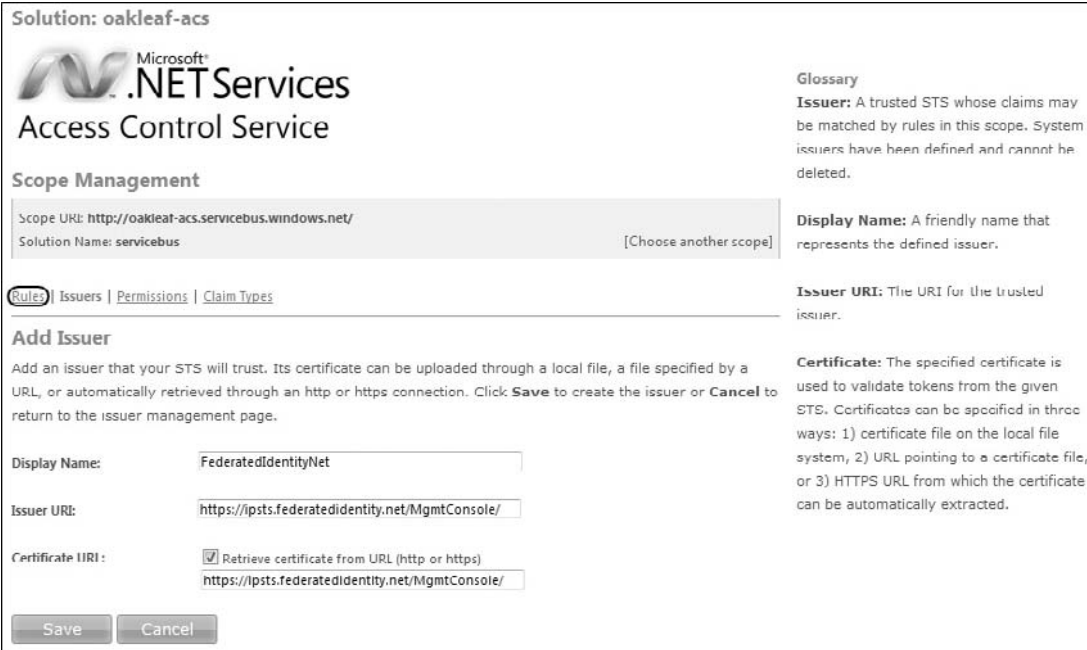 Solution: oakleaf-acs
Microsoft®
.NET Services
Access Control Service
Scope Management
Scope URI: http://oakleaf-acs.servicebus.windows.net/
Solution Name: servicebus
[Choose another scope]
Rules | Issuers | Permissions | Claim Types
Add Issuer
Add an issuer that your STS will trust. Its certificate can be uploaded through a local file, a file specified by a
URL, or automatically retrieved through an http or https connection. Click Save to create the issuer or Cancel to
return to the issuer management page.
Display Name:
FederatedIdentityNet
Issuer URI:
https://ipsts.federatedidentity.net/MgmtConsole/
Certificate URL:
Retrieve certificate from URL (http or https)
https://ipsts.federatedidentity.net/MgmtConsole/
Save
Cancel
Glossary
Issuer: A trusted STS whose claims may
be matched by rules in this scope. System
issuers have been defined and cannot be
deleted.
Display Name: A friendly name that
represents the defined issuer.
Issuer URI: The URI for the trusted
issuer.
Certificate: The specified certificate is
used to validate tokens from the given
STS. Certificates can be specified in three
ways: 1) certificate file on the local file
system, 2) URL pointing to a certificate file,
or 3) HTTPS URL from which the certificate
can be automatically extracted.